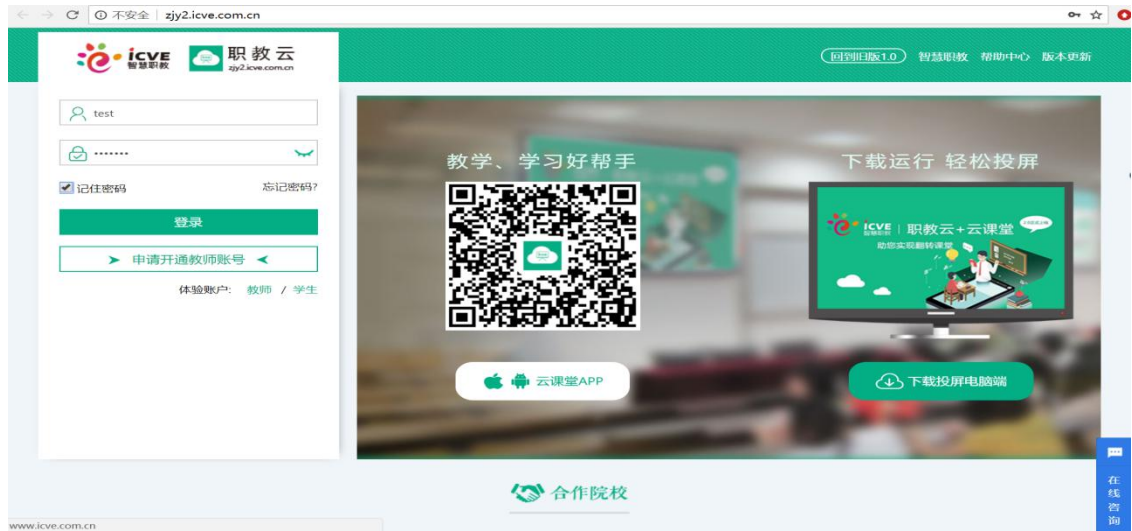 不安全 zjy2.icve.com.cn
icve 智慧职教
职教云
zjy2.icve.com.cn
回到旧版1.0 智慧职教 帮助中心 版本更新
test
•••••••
记住密码 忘记密码?
登录
申请开通教师账号
体验账户: 教师 / 学生
教学、学习好帮手
云课堂APP
下载运行 轻松投屏
icve 智慧职教 职教云+云课堂
助您实现翻转课堂
下载投屏电脑端
合作院校
在线咨询
www.icve.com.cn